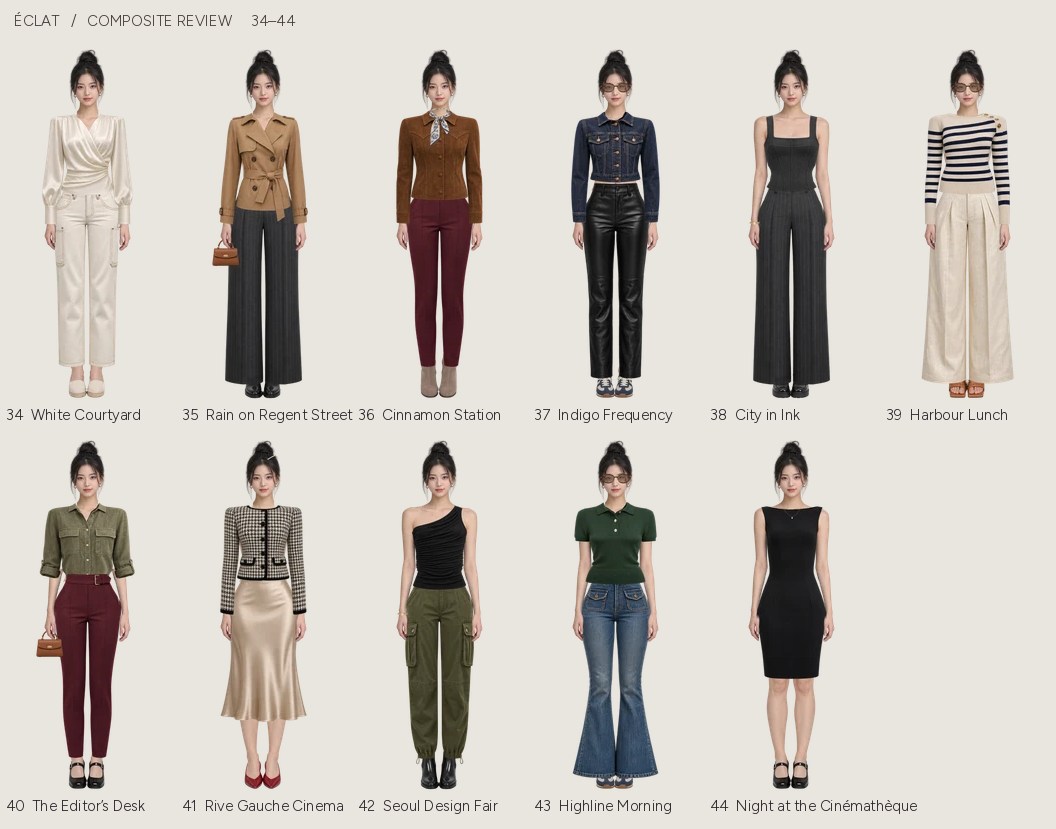 ÉCLAT / COMPOSITE REVIEW 34–44
34 White Courtyard
35 Rain on Regent Street
36 Cinnamon Station
37 Indigo Frequency
38 City in Ink
39 Harbour Lunch
40 The Editor’s Desk
41 Rive Gauche Cinema
42 Seoul Design Fair
43 Highline Morning
44 Night at the Cinémathèque